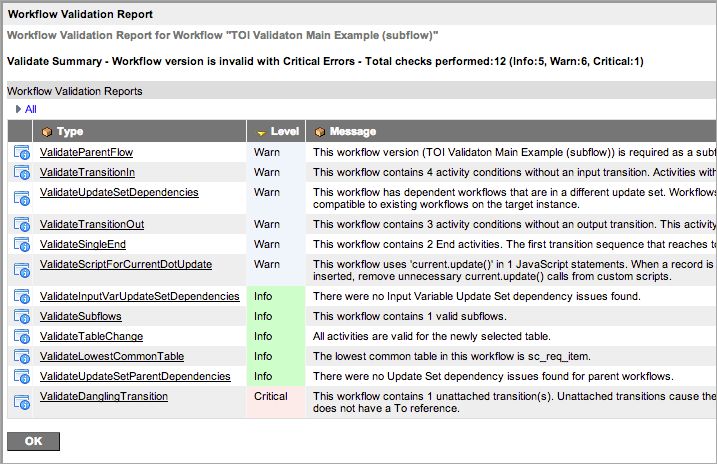 Workflow Validation Report
Workflow Validation Report for Workflow "TOI Validaton Main Example (subflow)"
Validate Summary - Workflow version is invalid with Critical Errors - Total checks performed:12 (Info:5, Warn:6, Critical:1)
Workflow Validation Reports
All
Type Level Message
ValidateParentFlow Warn This workflow version (TOI Validaton Main Example (subflow)) is required as a
ValidateTransitionIn Warn This workflow contains 4 activity conditions without an input transition. Activities
ValidateUpdateSetDependencies Warn This workflow has dependent workflows that are in a different update set.
compatible to existing workflows on the target instance.
ValidateTransitionOut Warn This workflow contains 3 activity conditions without an output transition. This activity
ValidateSingleEnd Warn This workflow contains 2 End activities. The first transition sequence that reaches
ValidateScriptForCurrentDotUpdate Warn This workflow uses 'current.update()' in 1 JavaScript statements. When a record is
inserted, remove unnecessary current.update() calls from custom scripts.
ValidateInputVarUpdateSetDependencies Info There were no Input Variable Update Set dependency issues found.
ValidateSubflows Info This workflow contains 1 valid subflows.
ValidateTableChange Info All activities are valid for the newly selected table.
ValidateLowestCommonTable Info The lowest common table in this workflow is sc_req_item.
ValidateUpdateSetParentDependencies Info There were no Update Set dependency issues found for parent workflows.
ValidateDanglingTransition Critical This workflow contains 1 unattached transition(s). Unattached transitions cause
does not have a To reference.
OK